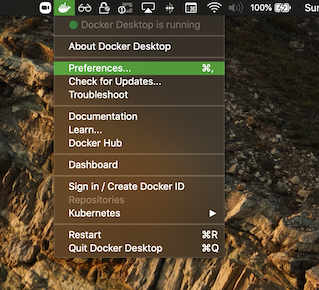 100% Sun
Docker Desktop is running
About Docker Desktop
Preferences... ⌘,
Check for Updates...
Troubleshoot
Documentation
Learn...
Docker Hub
Dashboard
Sign in / Create Docker ID
Repositories
Kubernetes
Restart ⌘R
Quit Docker Desktop ⌘Q